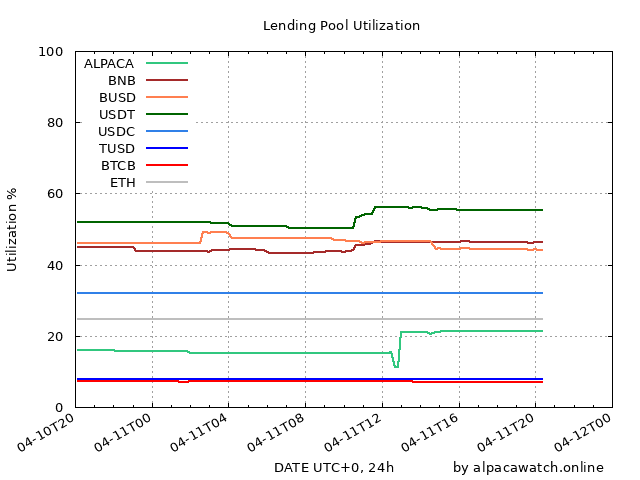 Lending Pool Utilization
100
80
60
40
20
0
Utilization %
ALPACA
BNB
BUSD
USDT
USDC
TUSD
BTCB
ETH
04-10T20
04-11T00
04-11T04
04-11T08
04-11T12
04-11T16
04-11T20
04-12T00
DATE UTC+0, 24h
by alpacawatch.online